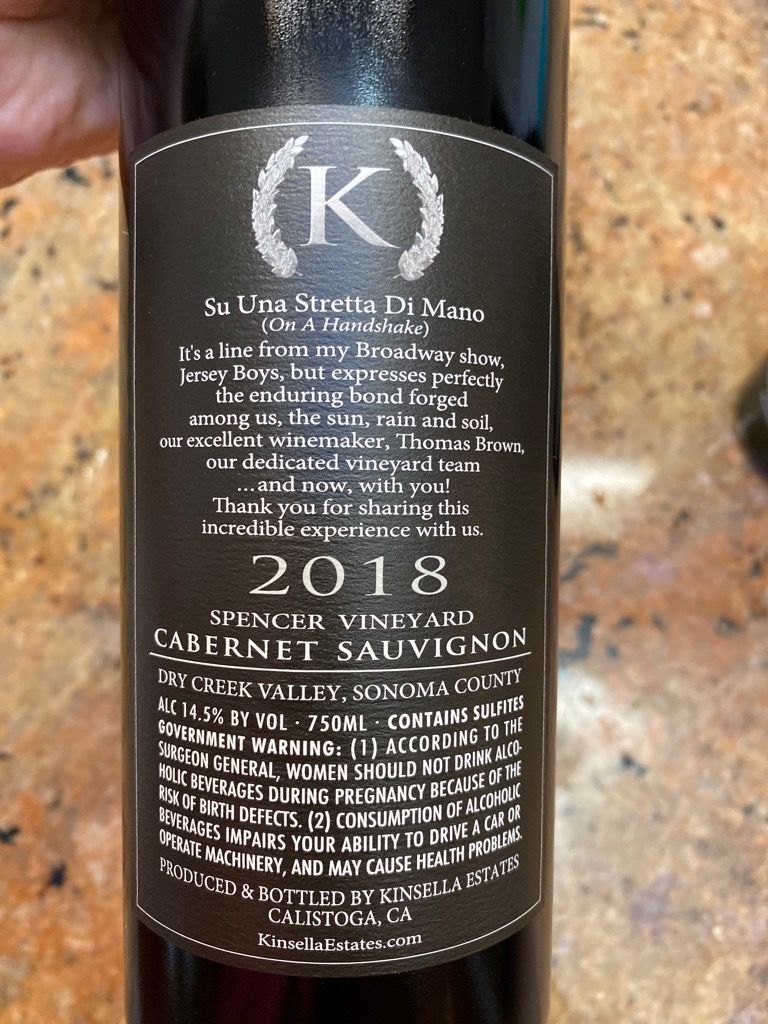 K
Su Una Stretta Di Mano
(On A Handshake)
It's a line from my Broadway show,
Jersey Boys, but expresses perfectly
the enduring bond forged
among us, the sun, rain and soil,
our excellent winemaker, Thomas Brown,
our dedicated vineyard team
...and now, with you!
Thank you for sharing this
incredible experience with us.
2018
SPENCER VINEYARD
CABERNET SAUVIGNON
DRY CREEK VALLEY, SONOMA COUNTY
ALC 14.5% BY VOL · 750ML · CONTAINS SULFITES
GOVERNMENT WARNING: (1) ACCORDING TO THE
SURGEON GENERAL, WOMEN SHOULD NOT DRINK ALCO-
HOLIC BEVERAGES DURING PREGNANCY BECAUSE OF THE
RISK OF BIRTH DEFECTS. (2) CONSUMPTION OF ALCOHOLIC
BEVERAGES IMPAIRS YOUR ABILITY TO DRIVE A CAR OR
OPERATE MACHINERY, AND MAY CAUSE HEALTH PROBLEMS.
PRODUCED & BOTTLED BY KINSELLA ESTATES
CALISTOGA, CA
KinsellaEstates.com